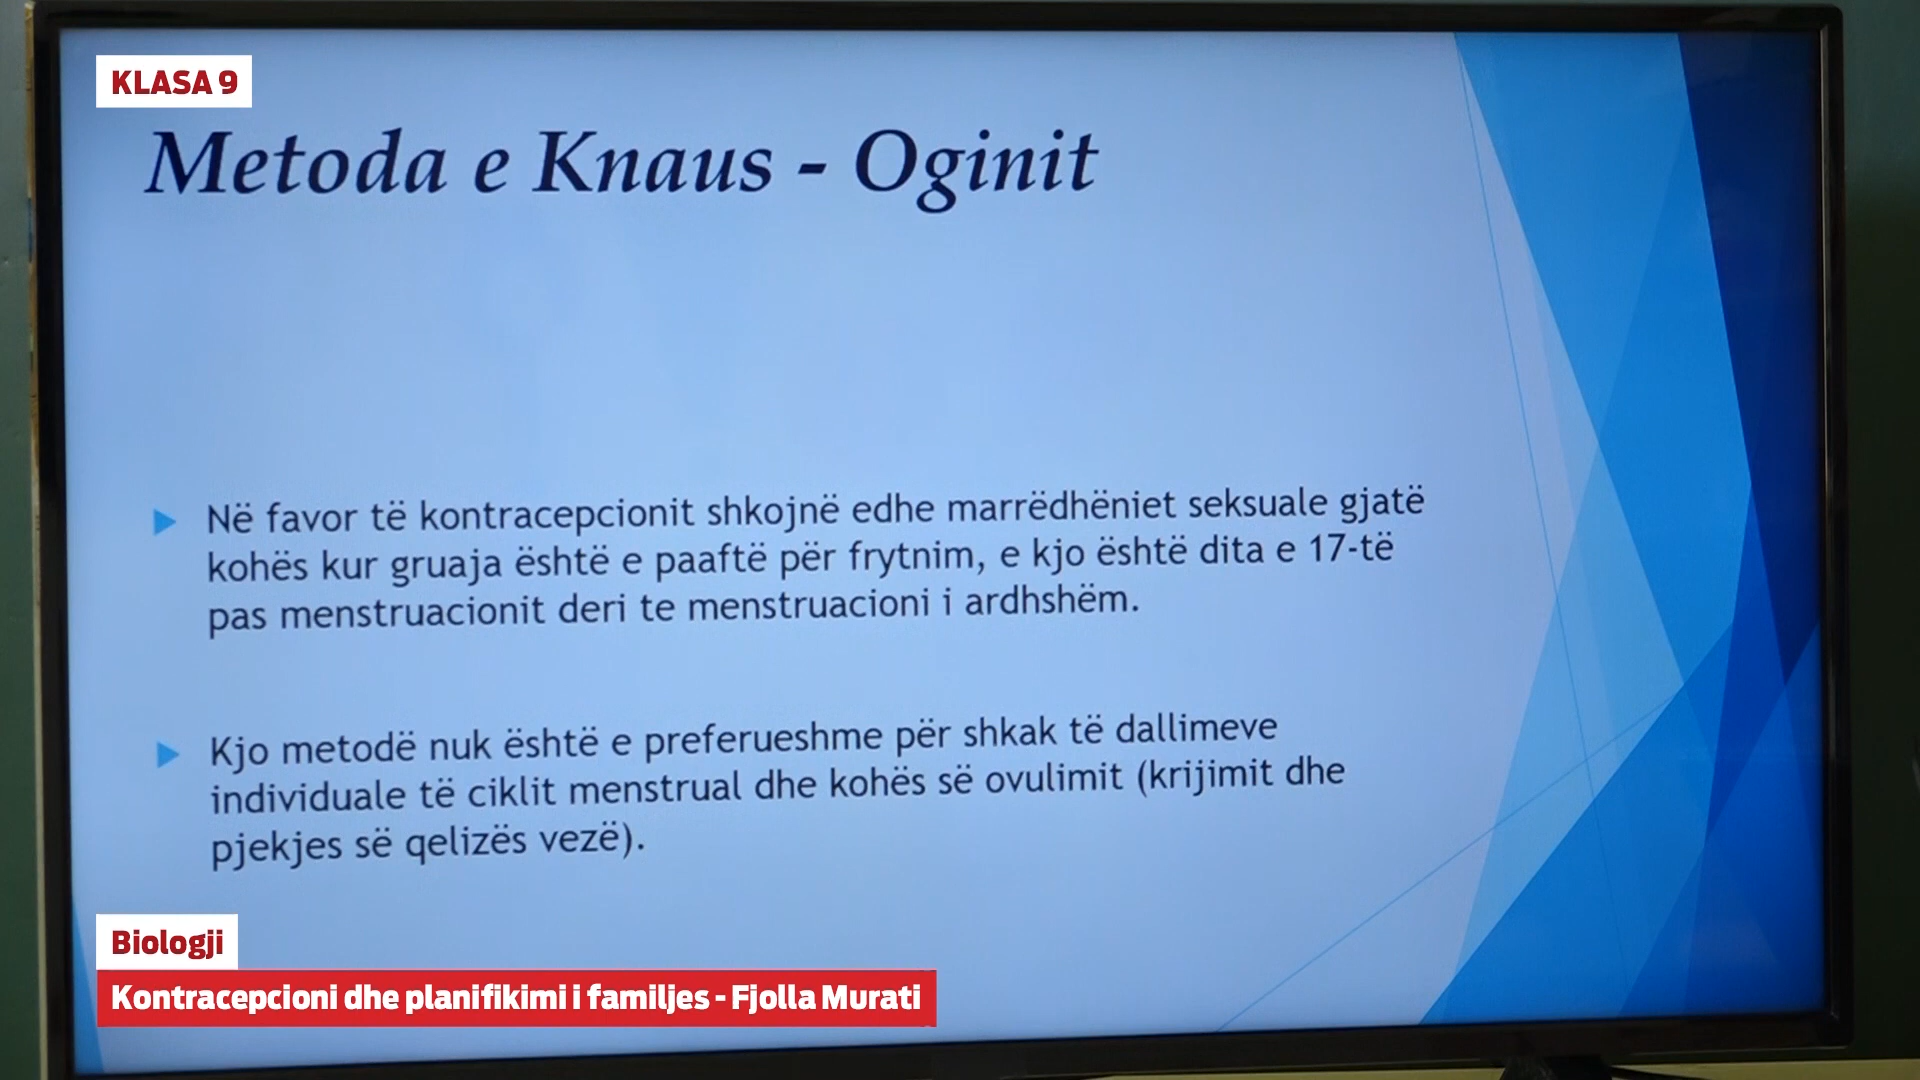 KLASA 9
Metoda e Knaus - Oginit
Në favor të kontracepcionit shkojnë edhe marrëdhëniet seksuale gjatë
kohës kur gruaja është e paaftë për frytnim, e kjo është dita e 17-të
pas menstruacionit deri te menstruacioni i ardhshëm.
Kjo metodë nuk është e preferueshme për shkak të dallimeve
individuale të ciklit menstrual dhe kohës së ovulimit (krijimit dhe
pjekjes së qelizës vezë).
Biologji
Kontracepcioni dhe planifikimi i familjes - Fjolla Murati